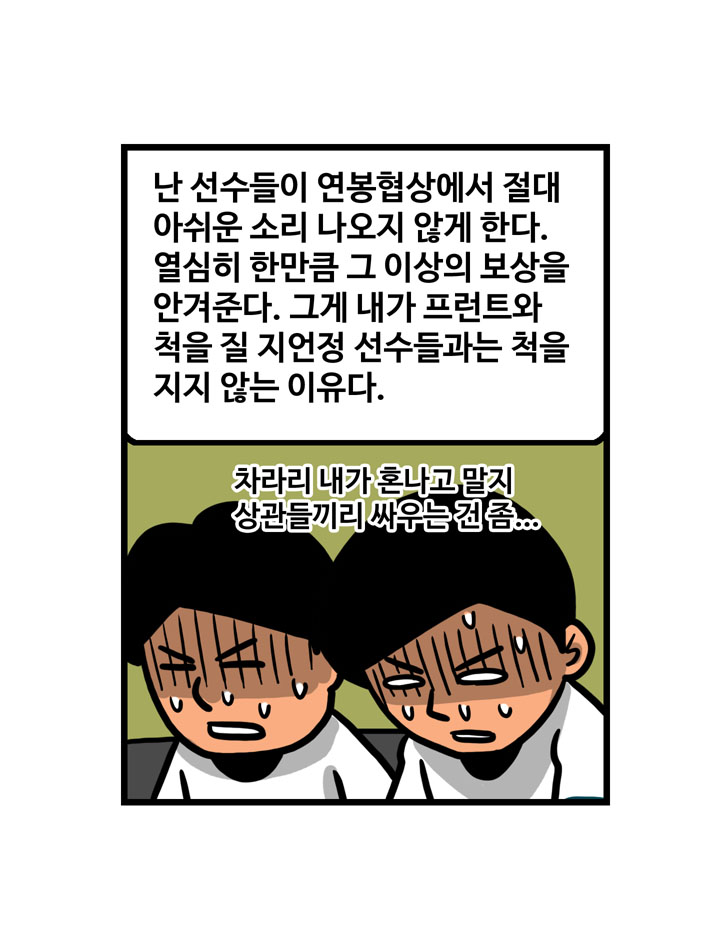 난 선수들이 연봉협상에서 절대
아쉬운 소리 나오지 않게 한다.
열심히 한만큼 그 이상의 보상을
안겨준다. 그게 내가 프런트와
척을 질 지언정 선수들과는 척을
지지 않는 이유다.
차라리 내가 혼나고 말지
상관들끼리 싸우는 건 좀...